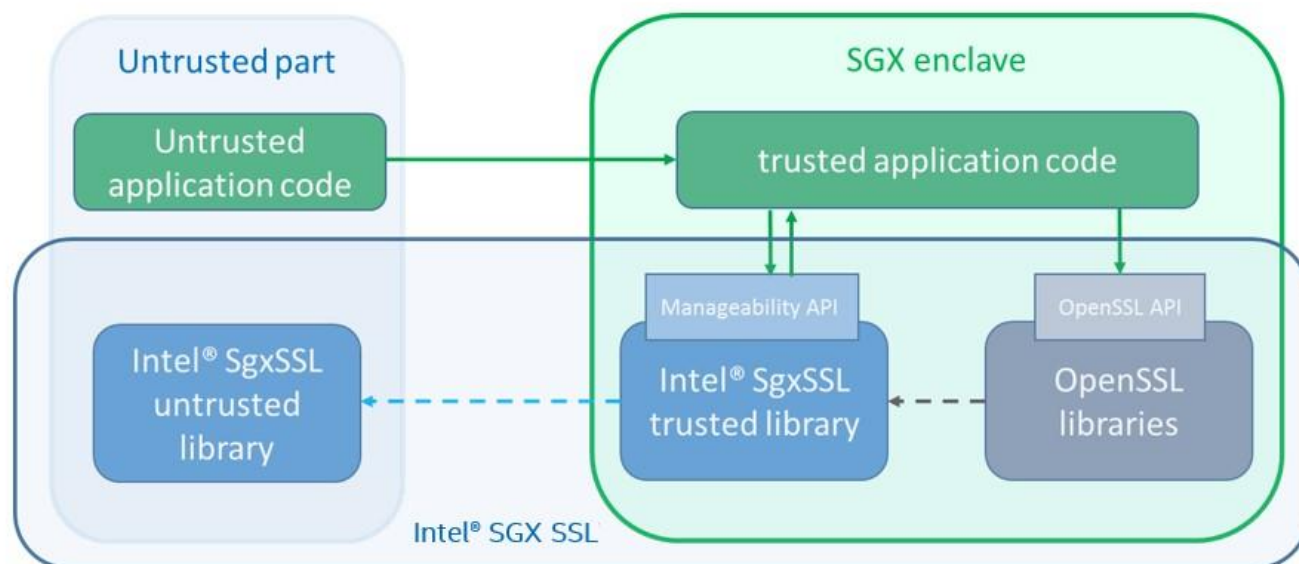 Untrusted part
SGX enclave
Untrusted
application code
trusted application code
Manageability API
OpenSSL API
Intel® SgxSSL
untrusted
library
Intel® SgxSSL
trusted library
OpenSSL
libraries
Intel® SGX SSL